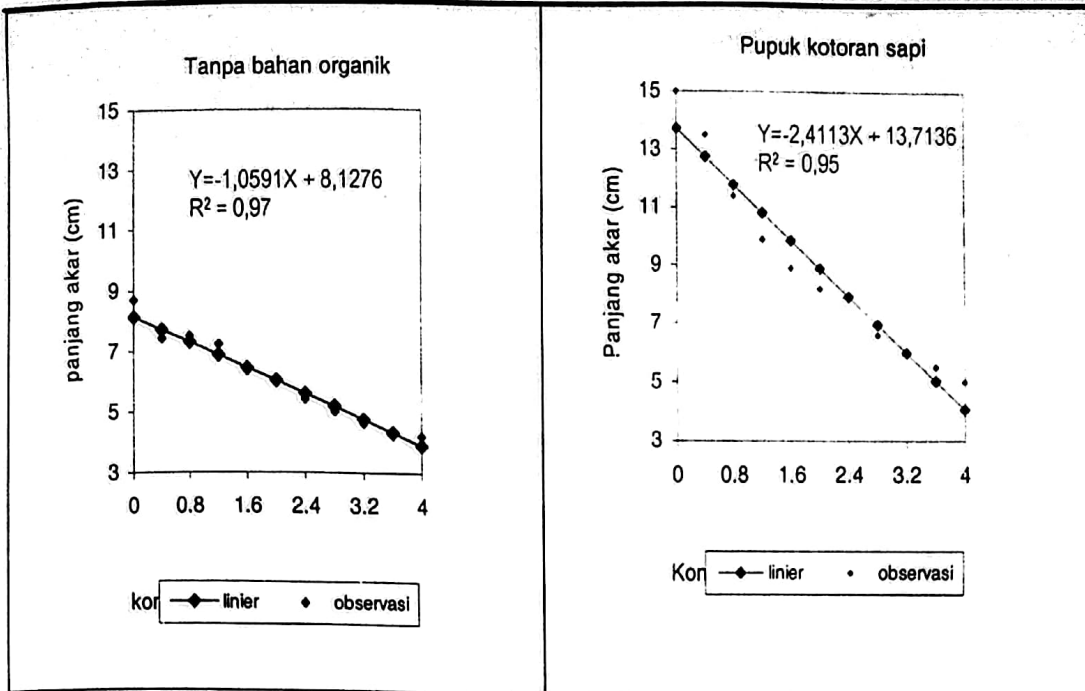 Tanpa bahan organik
15
13
11
9
7
5
3
panjang akar (cm)
Y=-1,0591X + 8,1276
R² = 0,97
0 0.8 1.6 2.4 3.2 4
kor
linier
observasi
Pupuk kotoran sapi
15
13
11
9
7
5
3
Panjang akar (cm)
Y=-2,4113X + 13,7136
R² = 0,95
0 0.8 1.6 2.4 3.2 4
Kon
linier
observasi